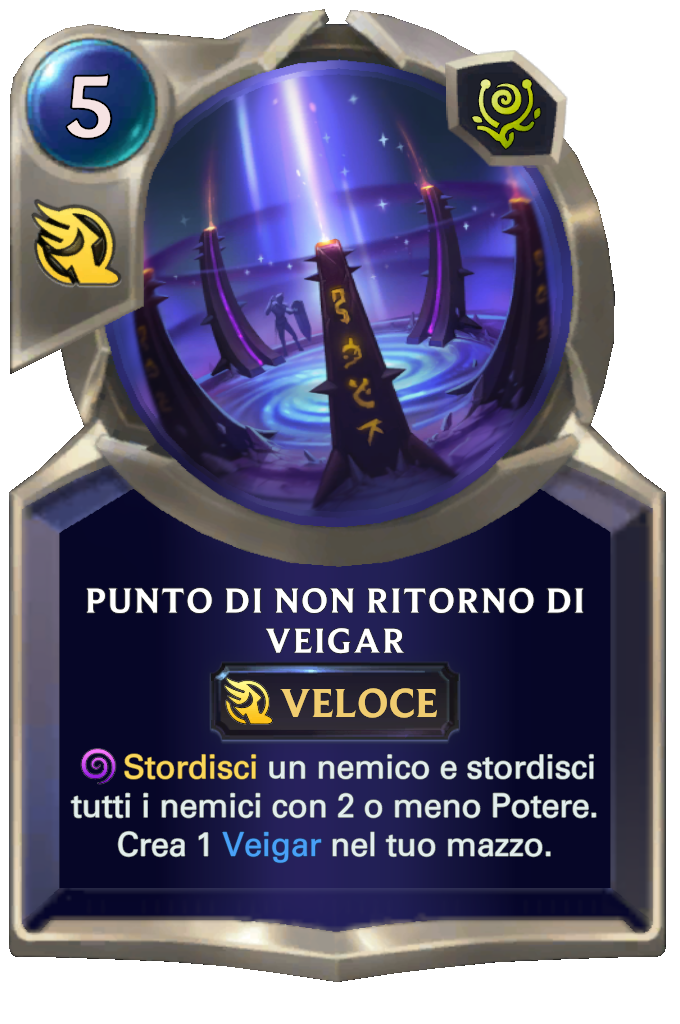 5
PUNTO DI NON RITORNO DI
VEIGAR
VELOCE
Stordisci un nemico e stordisci
tutti i nemici con 2 o meno Potere.
Crea 1 Veigar nel tuo mazzo.